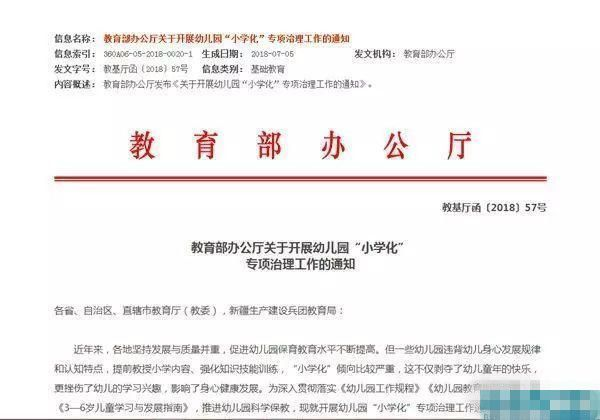 信息名称： 教育部办公厅关于开展幼儿园“小学化”专项治理工作的通知
信息索引： 360A06-05-2018-0020-1 生成日期： 2018-07-05 发文机构： 教育部办公厅
发文字号： 教基厅函〔2018〕57号 信息类别： 基础教育
内容概述： 教育部办公厅发布《关于开展幼儿园“小学化”专项治理工作的通知》。
教育部办公厅
教基厅函〔2018〕57号
教育部办公厅关于开展幼儿园“小学化”
专项治理工作的通知
各省、自治区、直辖市教育厅（教委），新疆生产建设兵团教育局：
近年来，各地坚持发展与质量并重，促进幼儿园保育教育水平不断提高。但一些幼儿园违背幼儿身心发展规律
和认知特点，提前教授小学内容、强化知识技能训练，“小学化”倾向比较严重，这不仅剥夺了幼儿童年的快乐，
更挫伤了幼儿的学习兴趣，影响了身心健康发展。为深入贯彻落实《幼儿园工作规程》《幼儿园教育
《3—6岁儿童学习与发展指南》，推进幼儿园科学保教，现就开展幼儿园“小学化”专项治理工作